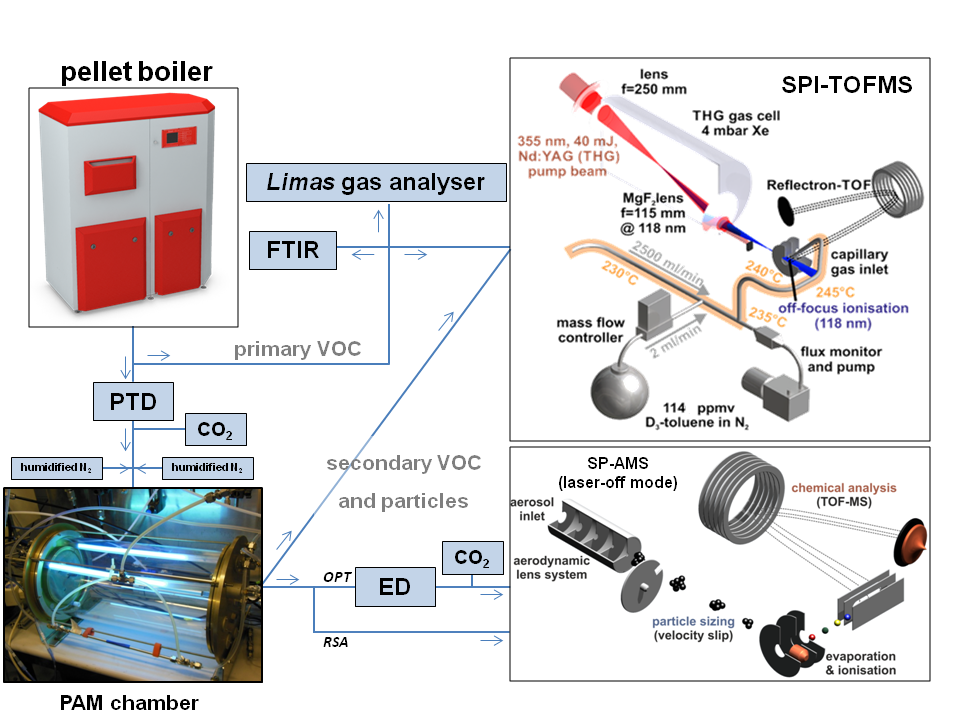 pellet boiler
Limas gas analyser
FTIR
primary VOC
PTD
CO2
humidified N2
humidified N2
secondary VOC
and particles
OPT
ED
CO2
RSA
PAM chamber
SPI-TOFMS
lens
f=250 mm
THG gas cell
4 mbar Xe
355 nm, 40 mJ,
Nd:YAG (THG)
pump beam
MgF2lens
f=115 mm
@ 118 nm
Reflectron-TOF
capillary
gas inlet
2500 ml/min
230°C
240°C
245°C
235°C
off-focus ionisation
(118 nm)
mass flow
controller
2 ml/min
flux monitor
and pump
114 ppmv
D3-toluene in N2
SP-AMS
(laser-off mode)
aerosol
inlet
aerodynamic
lens system
chemical analysis
(TOF-MS)
particle sizing
(velocity slip)
evaporation
& ionisation